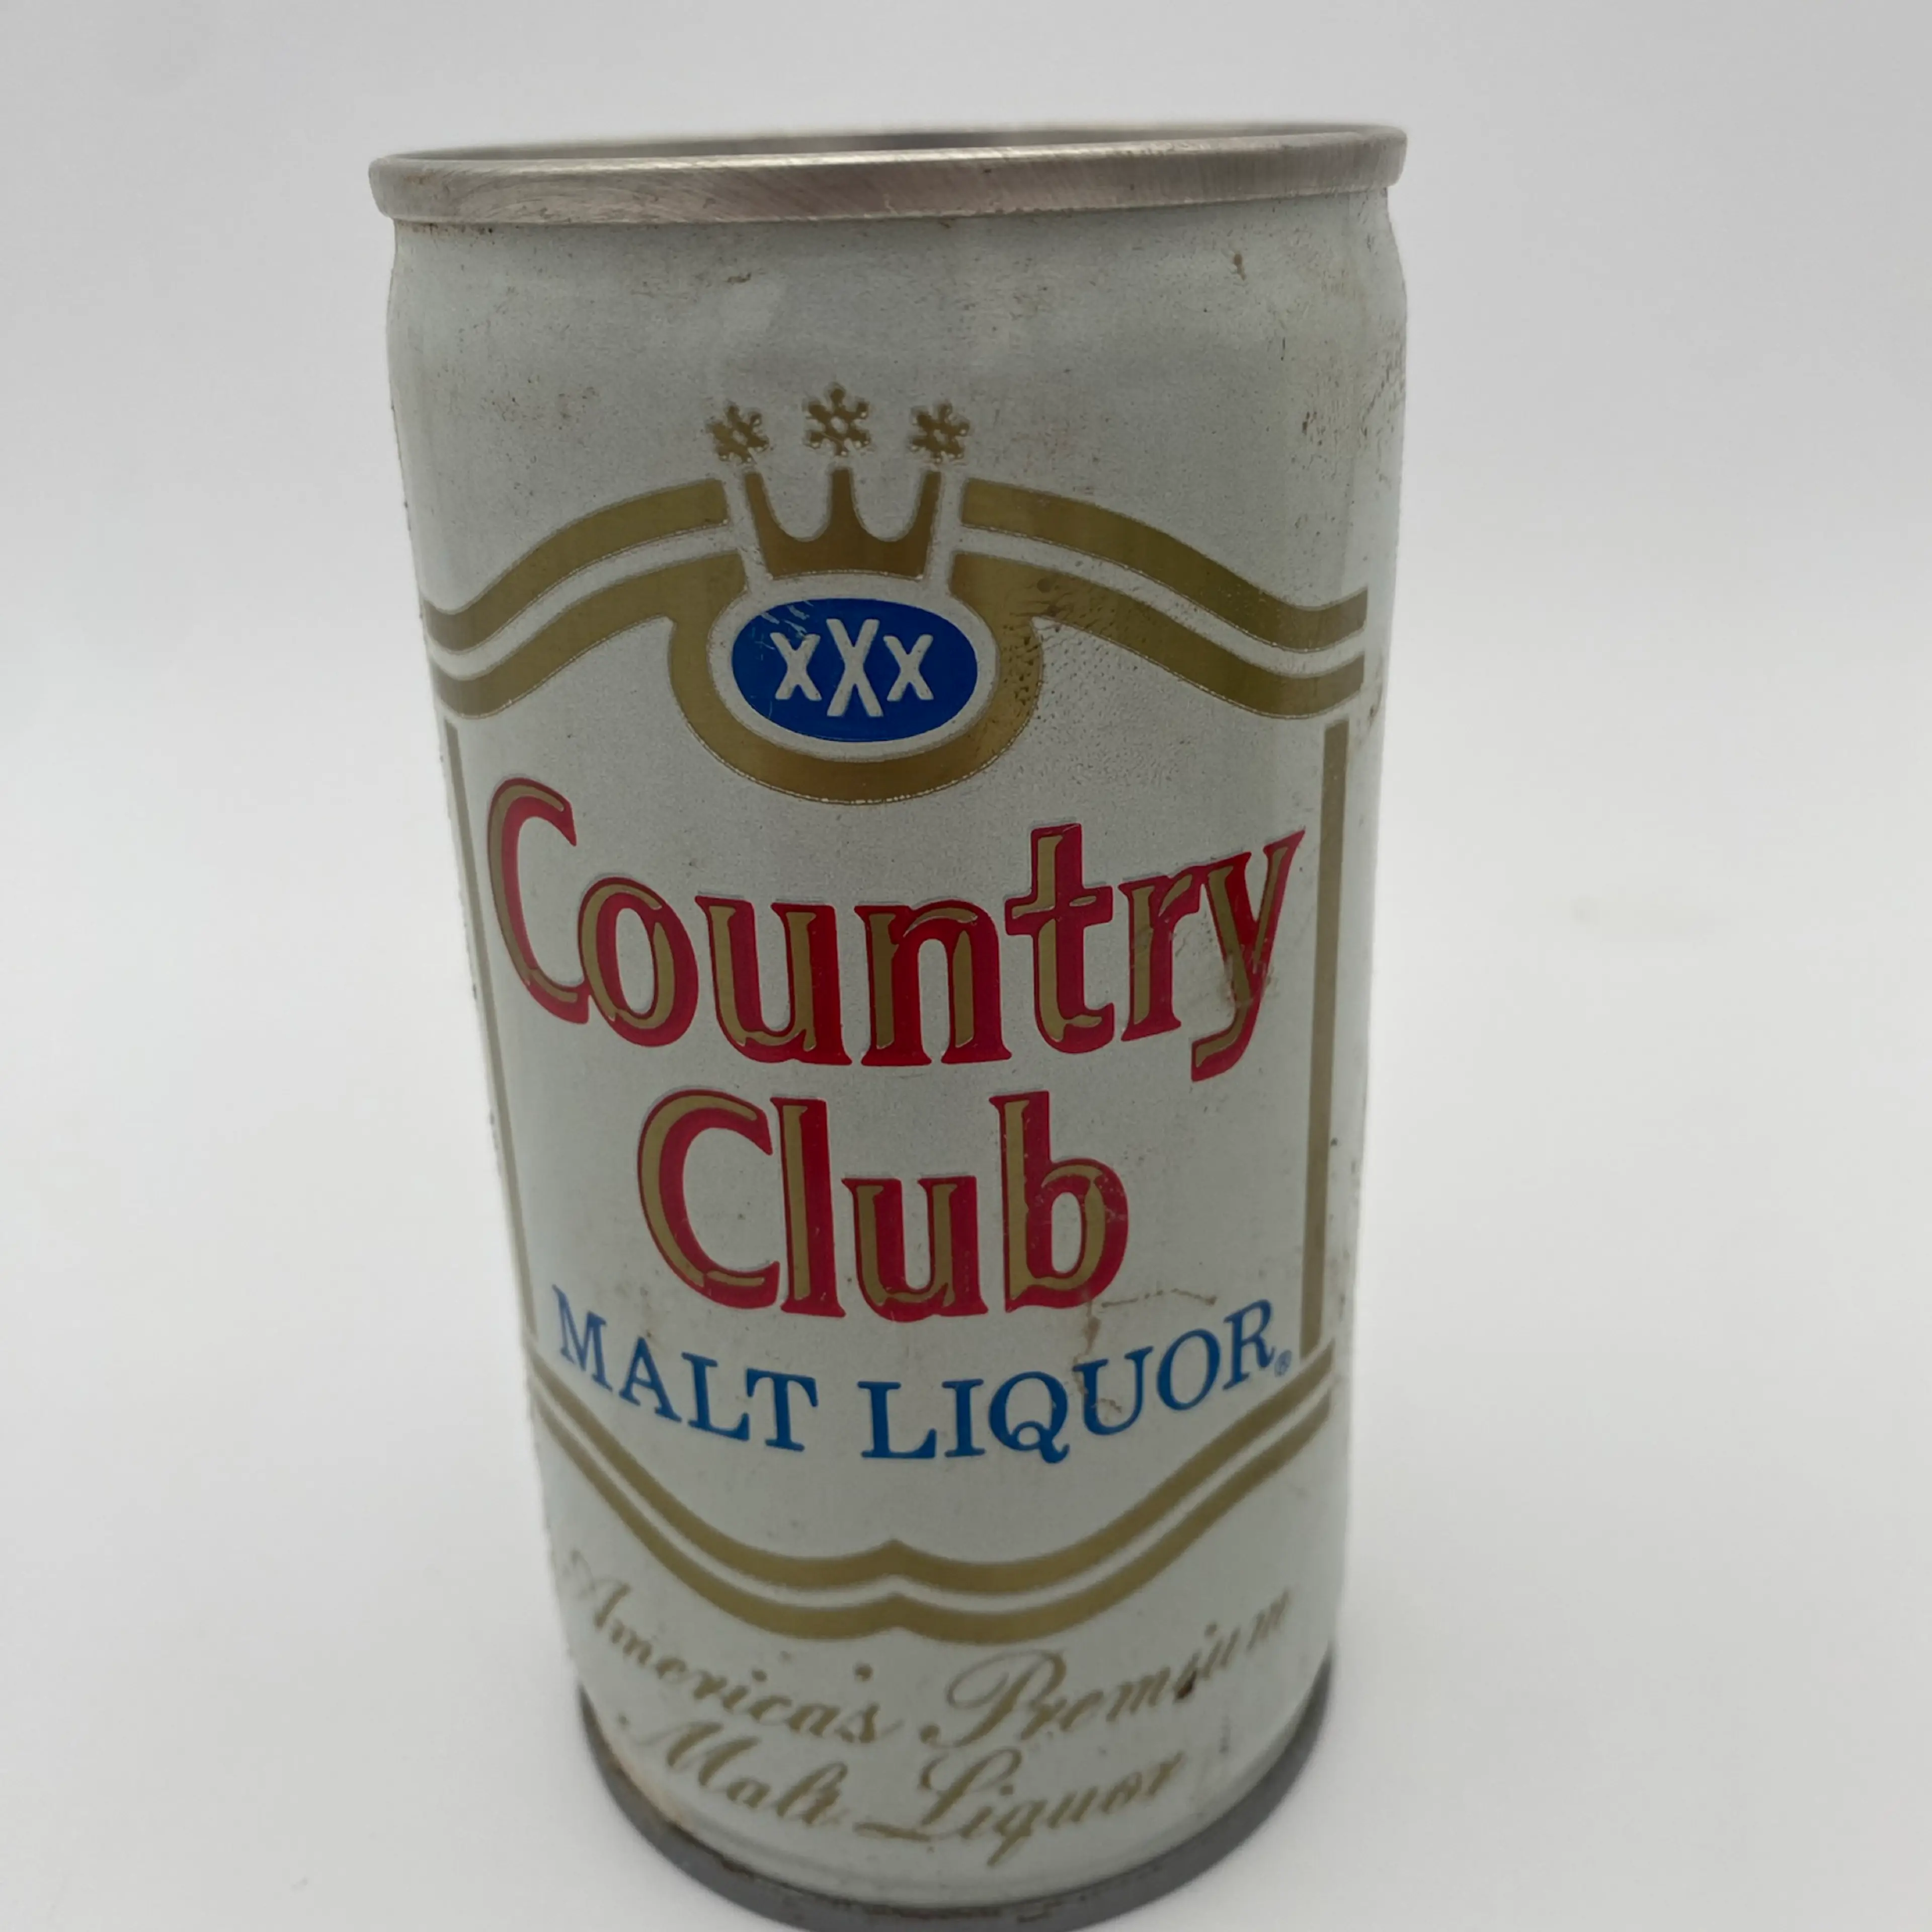 xXx
Country
Club
MALT LIQUOR®
America's Premium
Malt Liquor